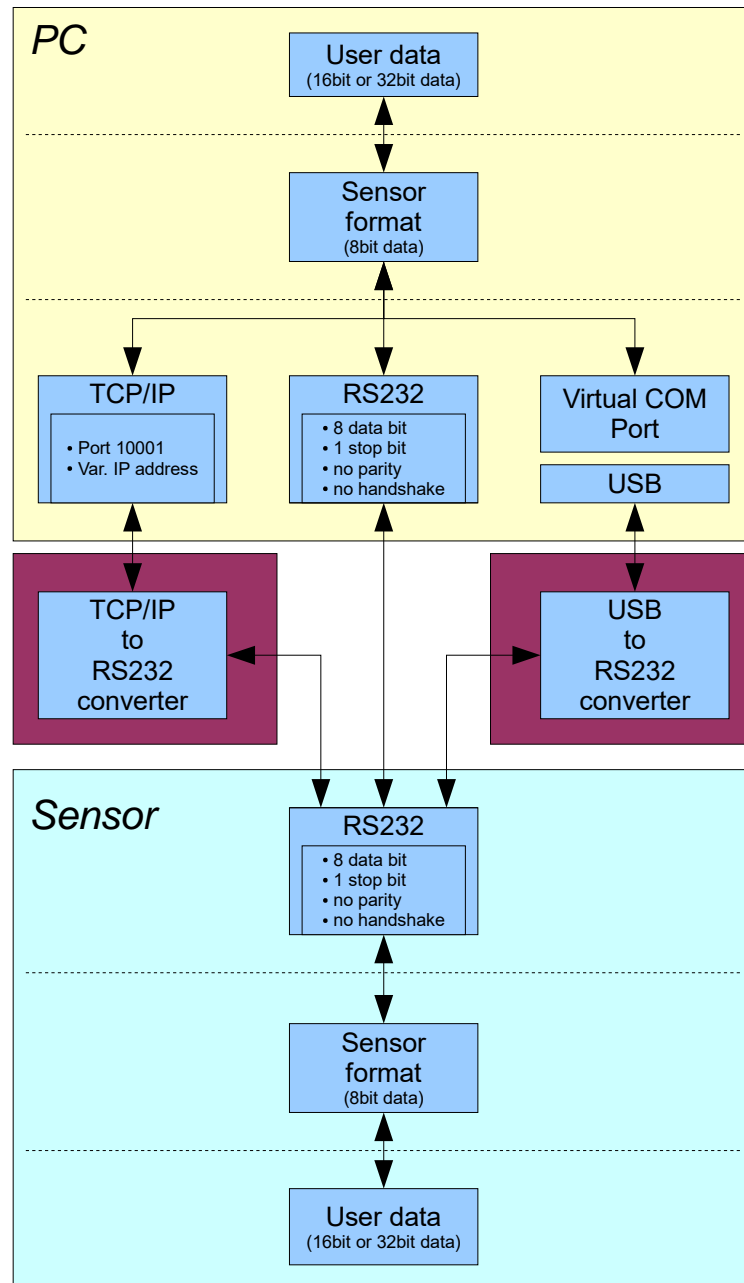 PC
User data
(16bit or 32bit data)
Sensor
format
(8bit data)
TCP/IP
• Port 10001
• Var. IP address
RS232
• 8 data bit
• 1 stop bit
• no parity
• no handshake
Virtual COM
Port
USB
TCP/IP
to
RS232
converter
USB
to
RS232
converter
Sensor
RS232
• 8 data bit
• 1 stop bit
• no parity
• no handshake
Sensor
format
(8bit data)
User data
(16bit or 32bit data)